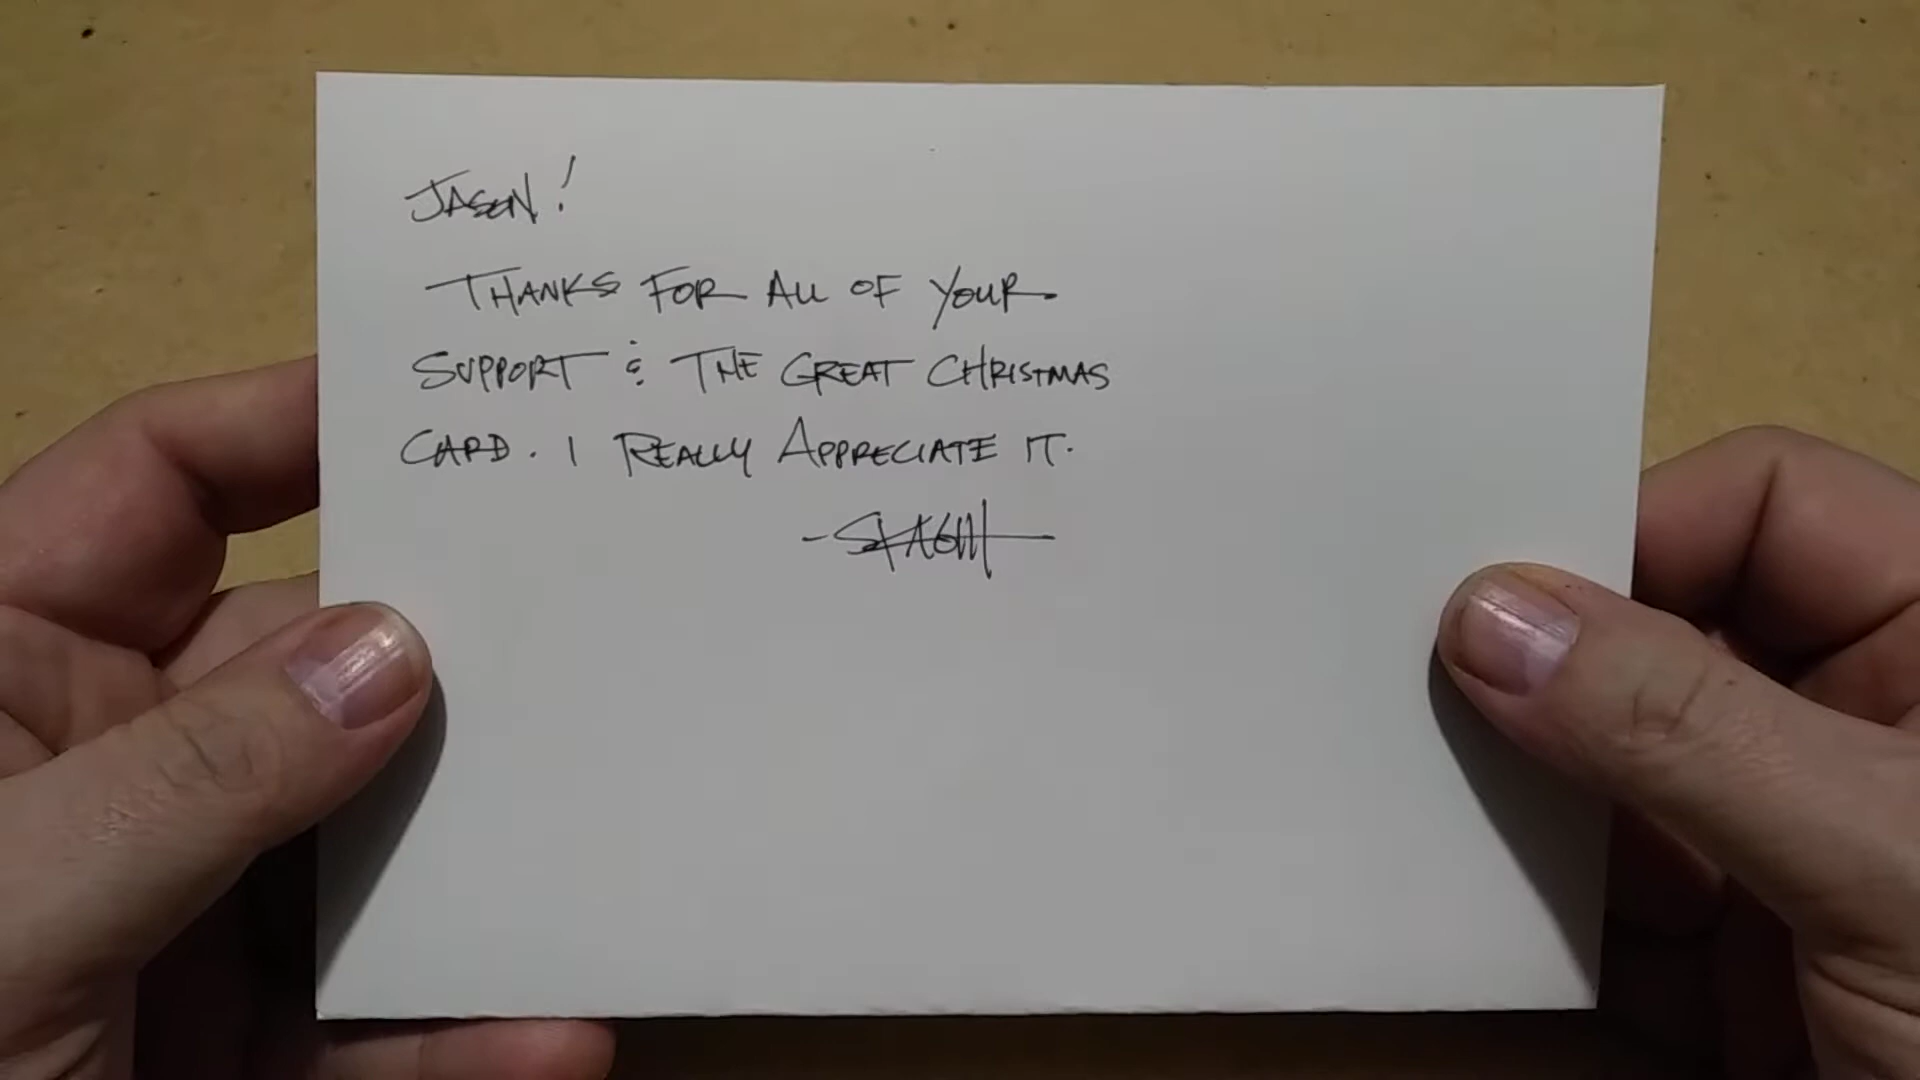 JASON!
THANKS FOR ALL OF YOUR
SUPPORT & THE GREAT CHRISTMAS
CARD. I REALLY APPRECIATE IT.